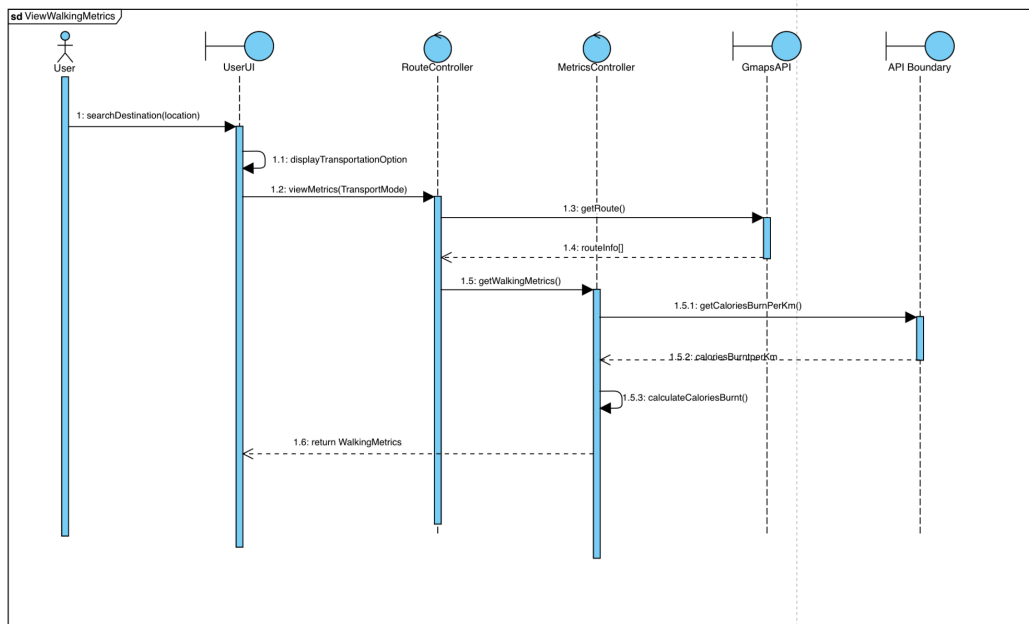 sd ViewWalkingMetrics
User
UserUI
RouteController
MetricsController
GmapsAPI
API Boundary
1: searchDestination(location)
1.1: displayTransportationOption
1.2: viewMetrics(TransportMode)
1.3: getRoute()
1.4: routeInfo[]
1.5: getWalkingMetrics()
1.5.1: getCaloriesBurnPerKm()
1.5.2: caloriesBurntperKm
1.5.3: calculateCaloriesBurnt()
1.6: return WalkingMetrics